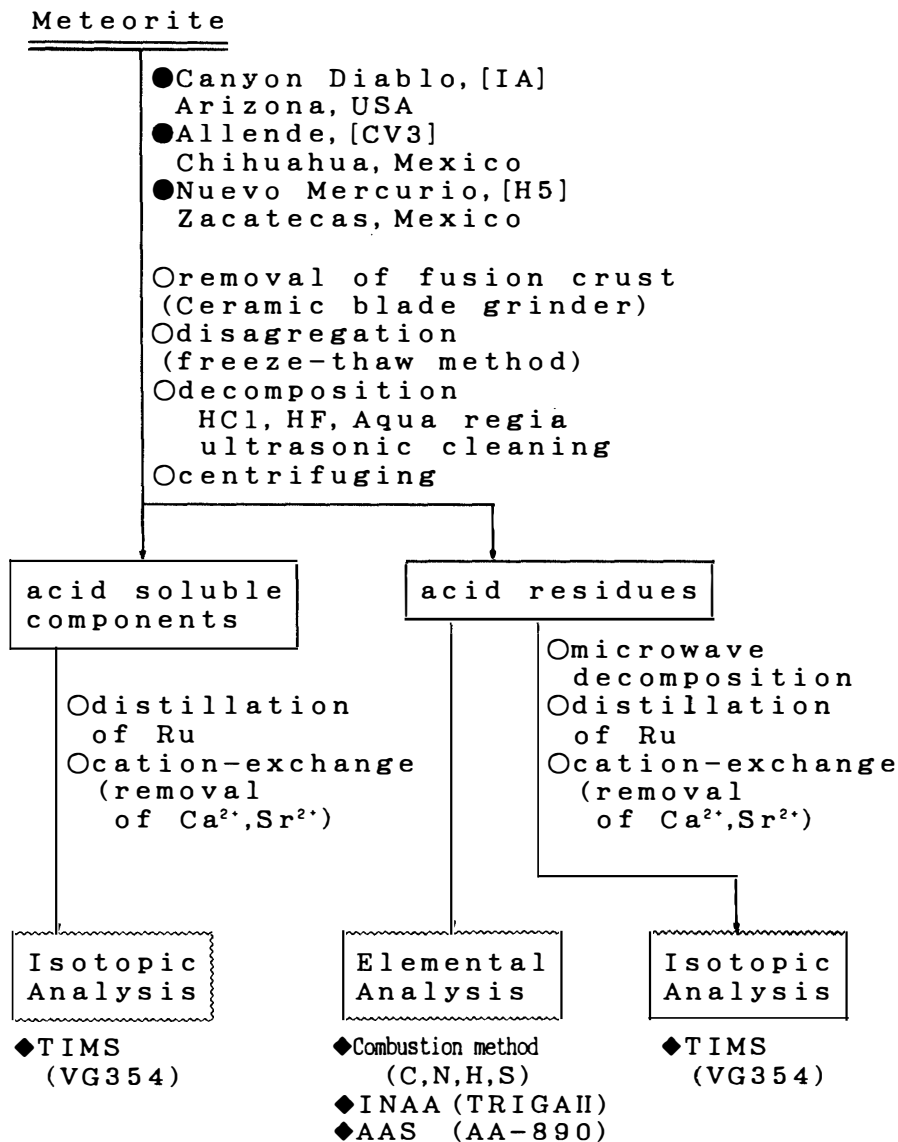 Meteorite
●Canyon Diablo, [IA]
Arizona, USA
●Allende, [CV3]
Chihuahua, Mexico
●Nuevo Mercurio, [H5]
Zacatecas, Mexico
○removal of fusion crust
(Ceramic blade grinder)
○disagregation
(freeze-thaw method)
○decomposition
HCl, HF, Aqua regia
ultrasonic cleaning
○centrifuging
acid soluble
components
acid residues
○distillation
of Ru
○cation-exchange
(removal
of Ca²⁺,Sr²⁺)
○microwave
decomposition
○distillation
of Ru
○cation-exchange
(removal
of Ca²⁺,Sr²⁺)
Isotopic
Analysis
◆TIMS
(VG354)
Elemental
Analysis
◆Combustion method
(C,N,H,S)
◆INAA (TRIGAII)
◆AAS (AA-890)
Isotopic
Analysis
◆TIMS
(VG354)